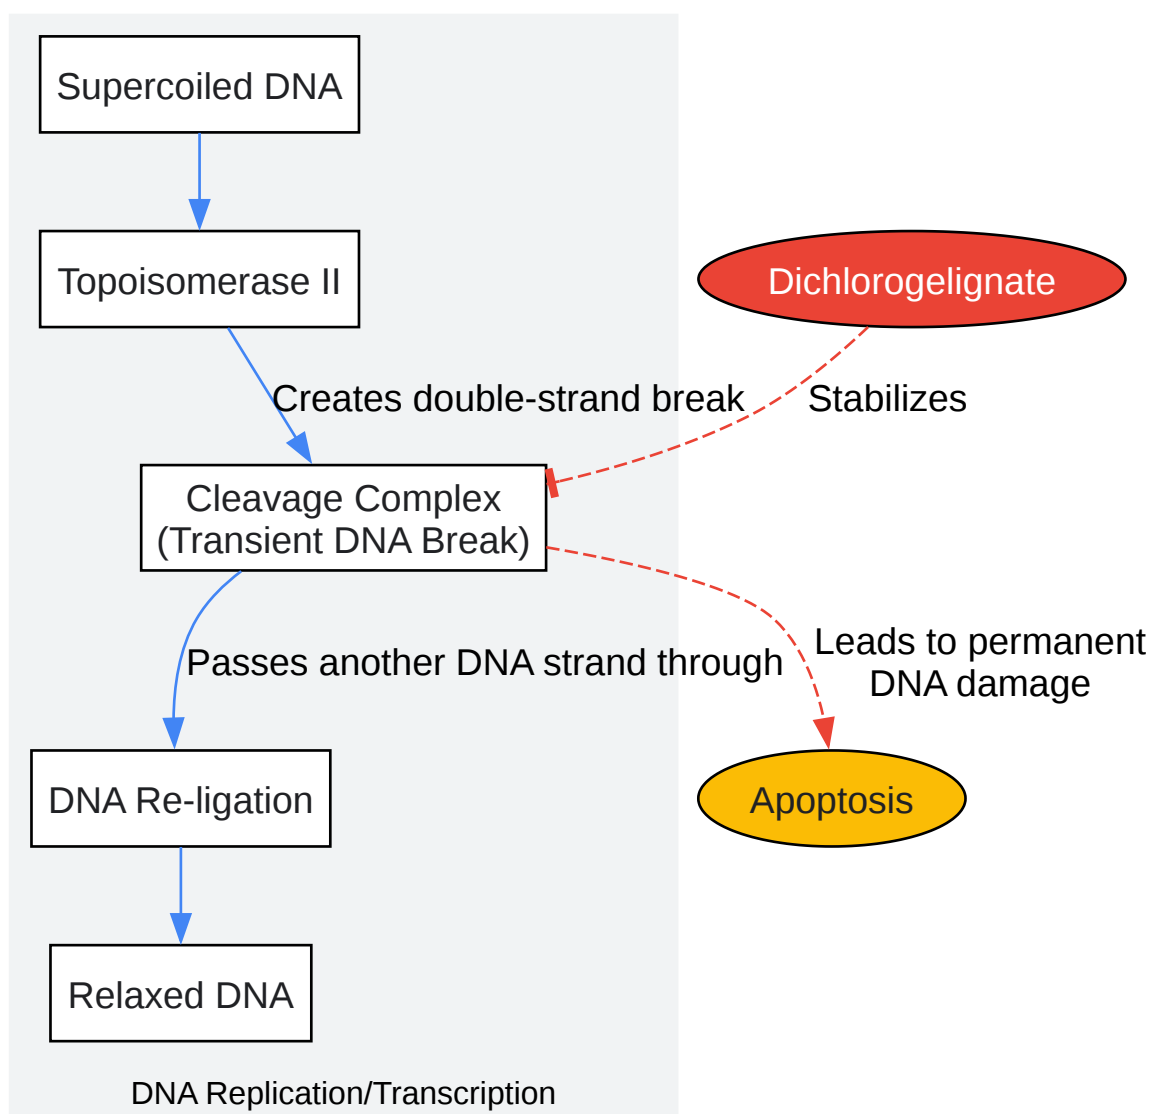 Supercoiled DNA
Topoisomerase II
Dichlorogelignate
Creates double-strand break
Stabilizes
Cleavage Complex
(Transient DNA Break)
Passes another DNA strand through
Leads to permanent
DNA damage
DNA Re-ligation
Apoptosis
Relaxed DNA
DNA Replication/Transcription